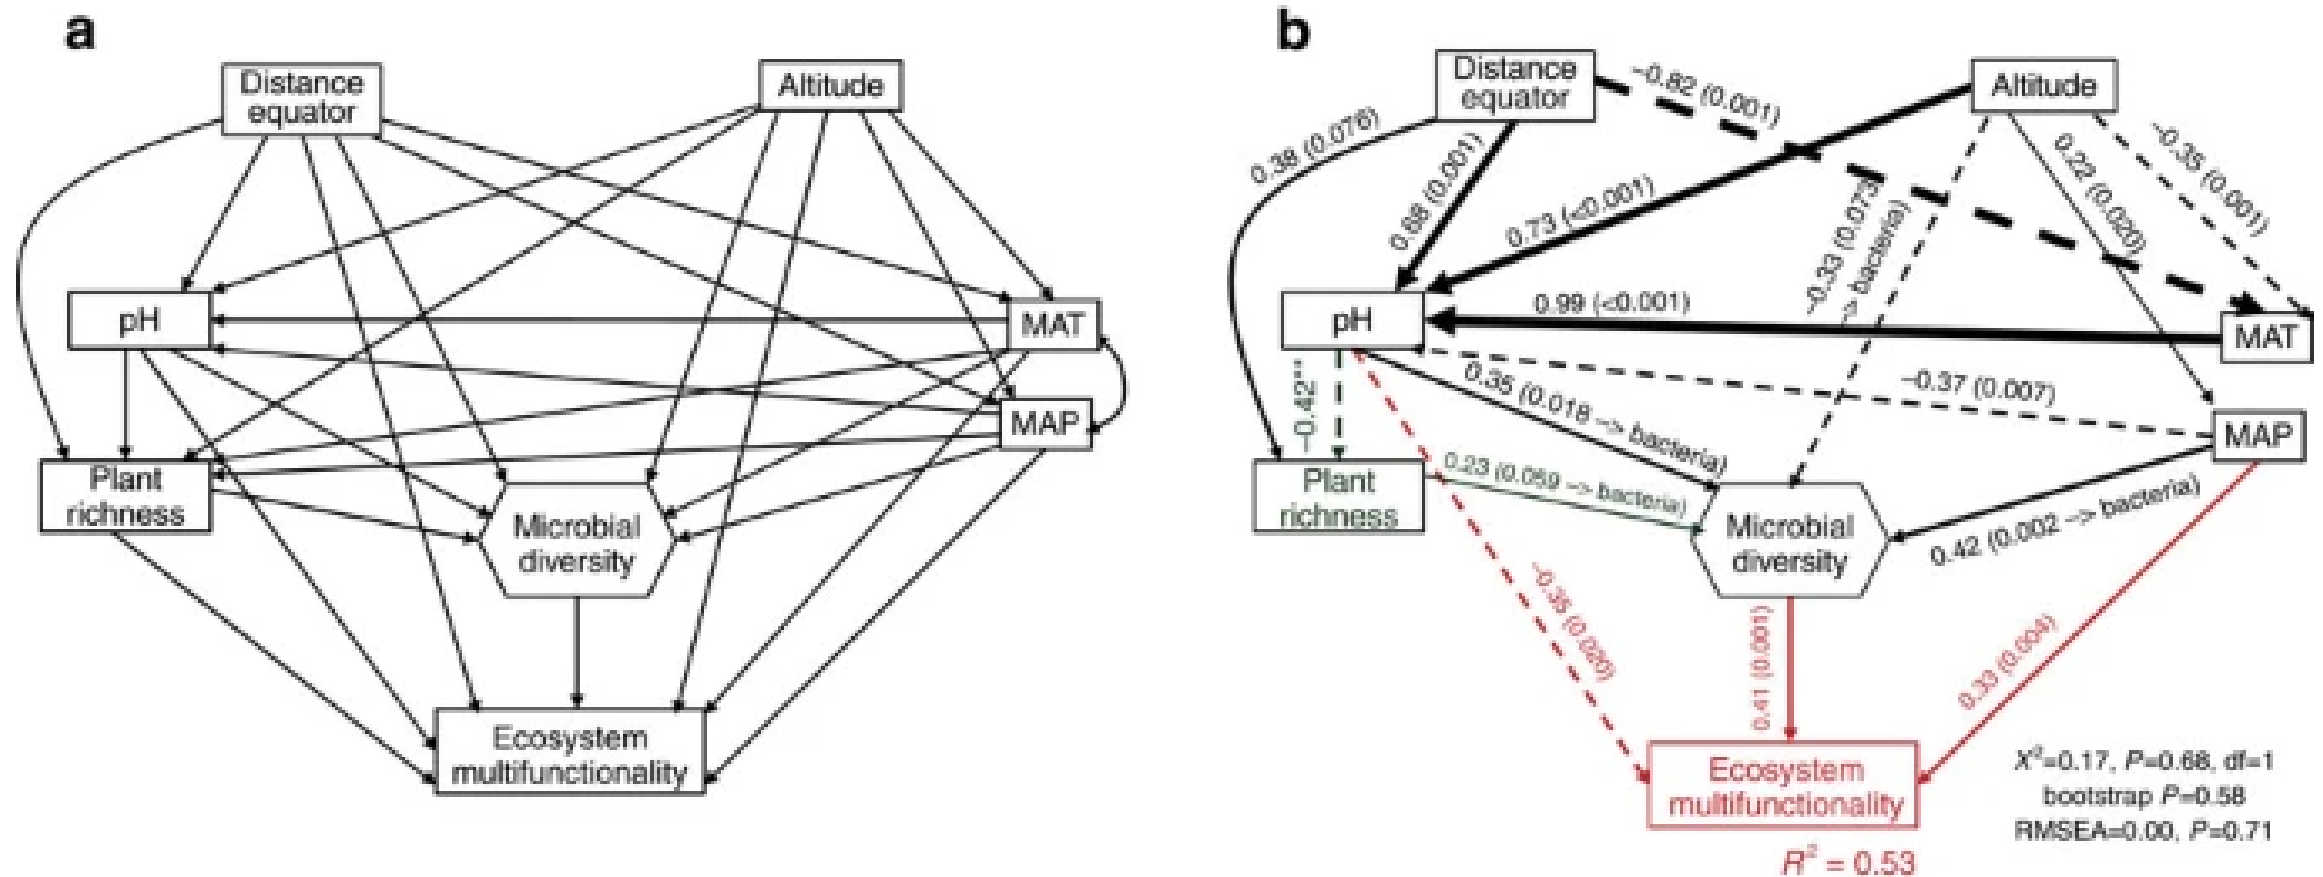 a
Distance
equator
Altitude
pH
MAT
MAP
Plant
richness
Microbial
diversity
Ecosystem
multifunctionality
b
Distance
equator
Altitude
−0.82 (0.001)
0.38 (0.076)
0.68 (0.001)
0.73 (<0.001)
−0.33 (0.073
−> bacteria)
0.22 (0.020)
−0.35 (0.001)
pH
0.99 (<0.001)
MAT
−0.42**
0.35 (0.018 −> bacteria)
−0.37 (0.007)
MAP
Plant
richness
0.23 (0.059 −> bacteria)
Microbial
diversity
0.42 (0.002 −> bacteria)
−0.35 (0.020)
0.41 (0.001)
0.33 (0.004)
Ecosystem
multifunctionality
X²=0.17, P=0.68, df=1
bootstrap P=0.58
RMSEA=0.00, P=0.71
R² = 0.53